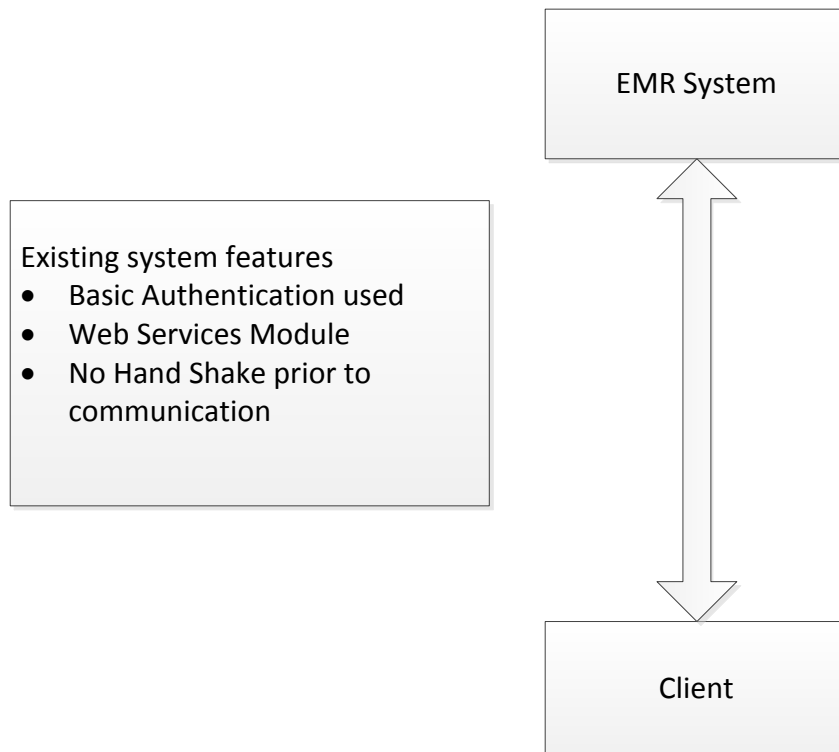 EMR System
Existing system features
• Basic Authentication used
• Web Services Module
• No Hand Shake prior to
communication
Client